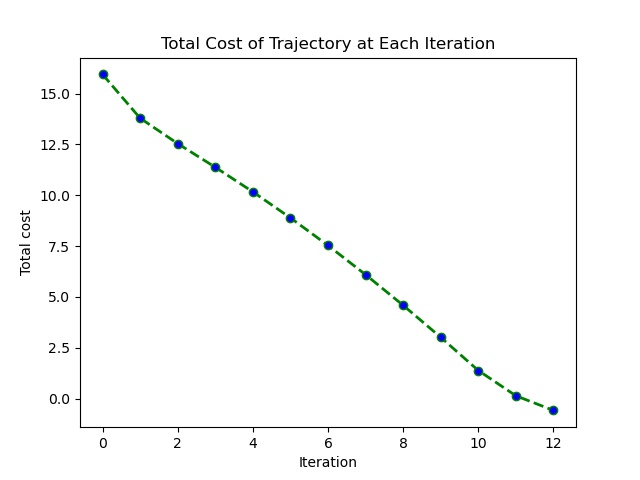 Total Cost of Trajectory at Each Iteration
15.0
12.5
10.0
7.5
5.0
2.5
0.0
Total cost
0 2 4 6 8 10 12
Iteration